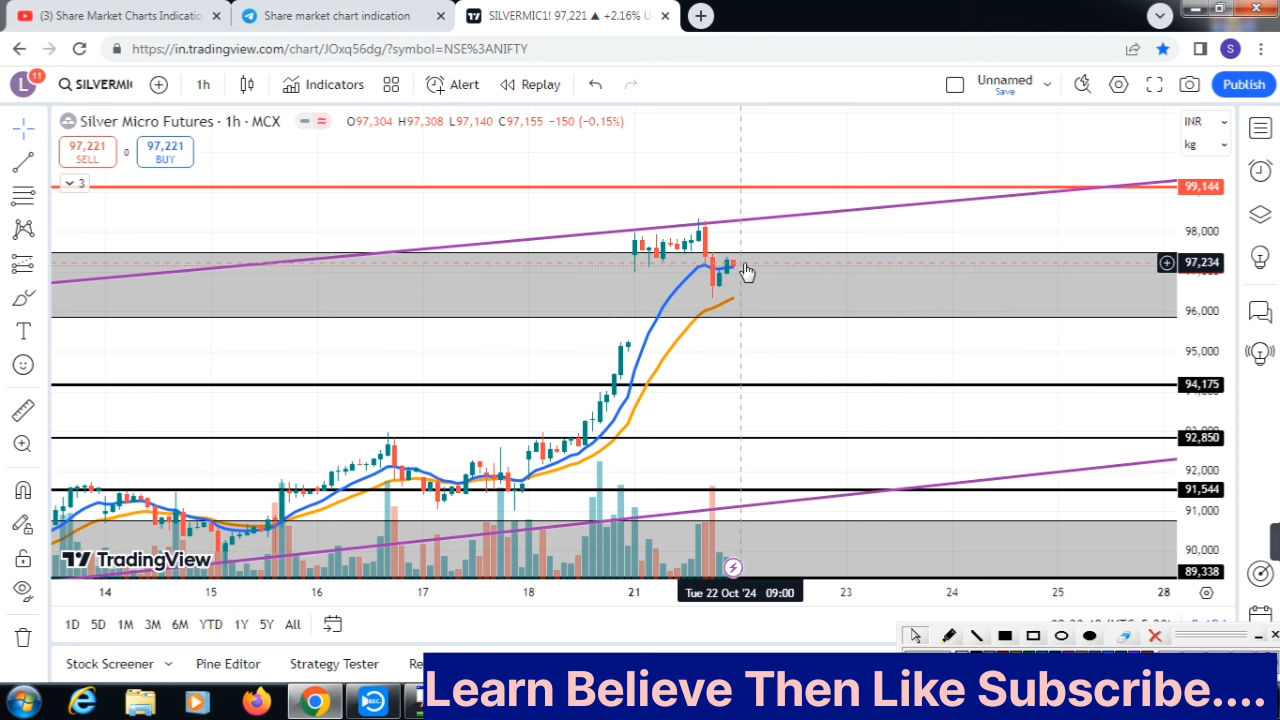 (3) Share Market Charts Indicatio
Share market chart indication
SILVERMIC1! 97,221 ▲ +2.16% U
https://in.tradingview.com/chart/JOxq56dg/?symbol=NSE%3ANIFTY
S
L
11
SILVERMI
1h
Indicators
Alert
Replay
Unnamed
Save
Publish
Silver Micro Futures · 1h · MCX
O97,304 H97,308 L97,140 C97,155 −150 (−0.15%)
INR
kg
97,221
SELL
0
97,221
BUY
3
99,144
98,000
97,234
96,000
95,000
94,175
92,850
92,000
91,544
91,000
90,000
89,338
TradingView
14
15
16
17
18
21
Tue 22 Oct '24 09:00
23
24
25
28
1D
5D
1M
3M
6M
YTD
1Y
5Y
All
Stock Screener
Pine Editor
Strategy Tester
Re
Learn Believe Then Like Subscribe....